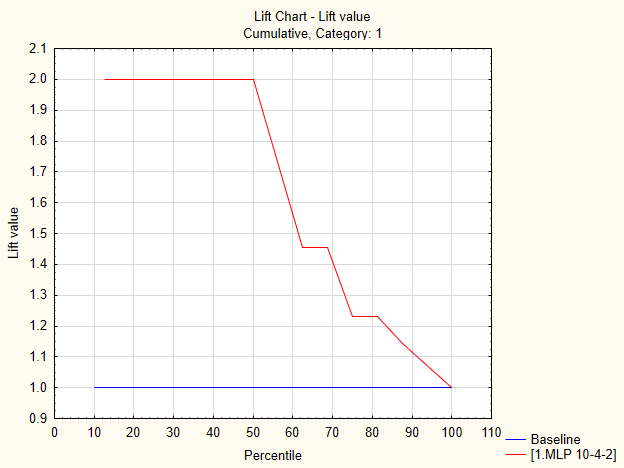 Lift Chart - Lift value
Cumulative, Category: 1
2.1
2.0
1.9
1.8
1.7
1.6
1.5
1.4
1.3
1.2
1.1
1.0
0.9
Lift value
0 10 20 30 40 50 60 70 80 90 100 110
Percentile
Baseline
[1.MLP 10-4-2]